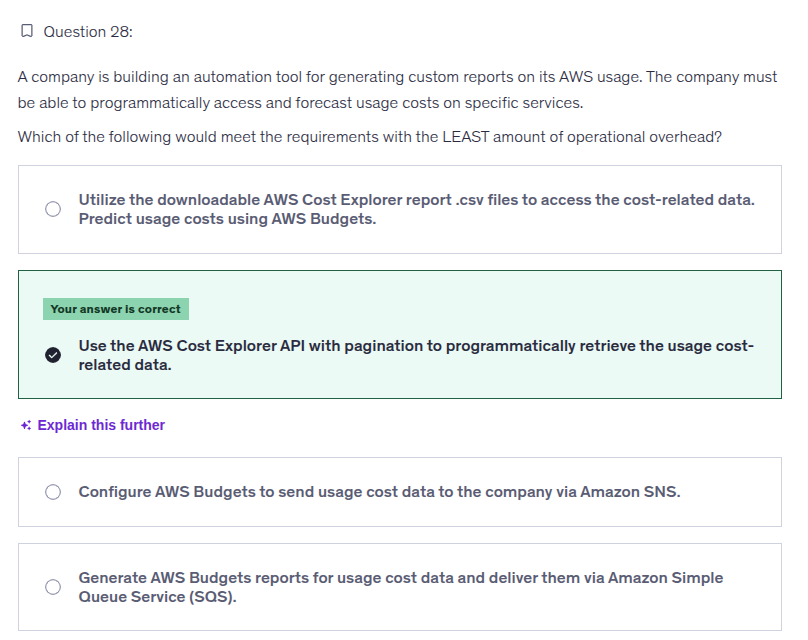 Question 28:
A company is building an automation tool for generating custom reports on its AWS usage. The company must
be able to programmatically access and forecast usage costs on specific services.
Which of the following would meet the requirements with the LEAST amount of operational overhead?
Utilize the downloadable AWS Cost Explorer report .csv files to access the cost-related data.
Predict usage costs using AWS Budgets.
Your answer is correct
Use the AWS Cost Explorer API with pagination to programmatically retrieve the usage cost-
related data.
Explain this further
Configure AWS Budgets to send usage cost data to the company via Amazon SNS.
Generate AWS Budgets reports for usage cost data and deliver them via Amazon Simple
Queue Service (SQS).